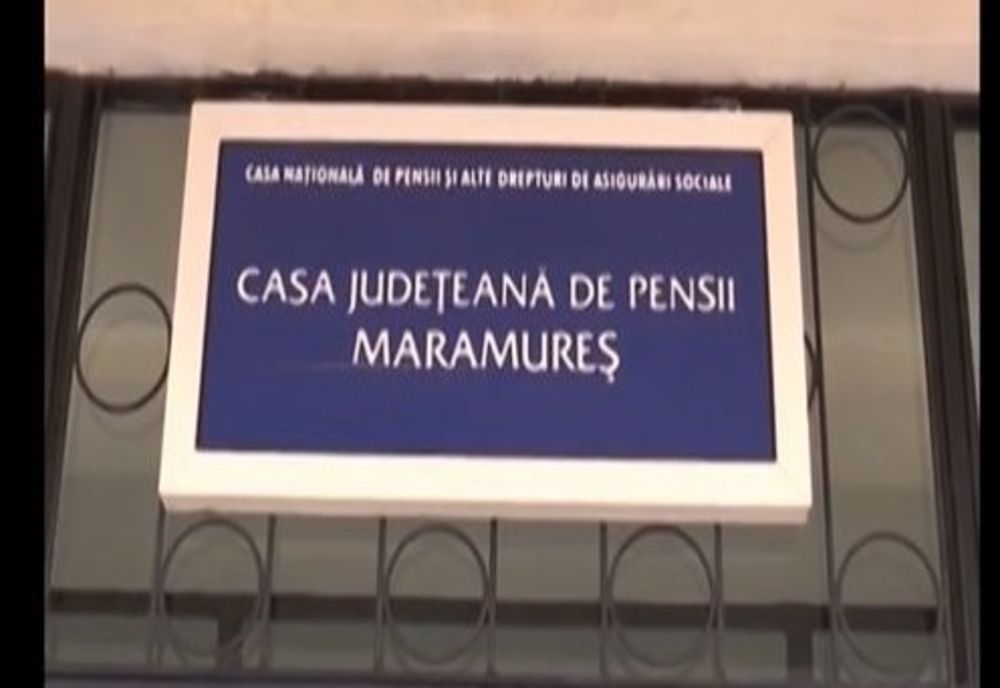 CASA NAȚIONALĂ DE PENSII ȘI ALTE DREPTURI DE ASIGURĂRI SOCIALE
CASA JUDEȚEANĂ DE PENSII
MARAMUREȘ